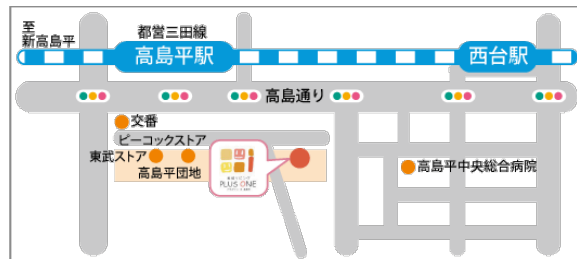 至
新高島平
都営三田線
高島平駅
西台駅
高島通り
交番
ピーコックストア
東武ストア
高島平団地
PLUS ONE
高島平中央総合病院